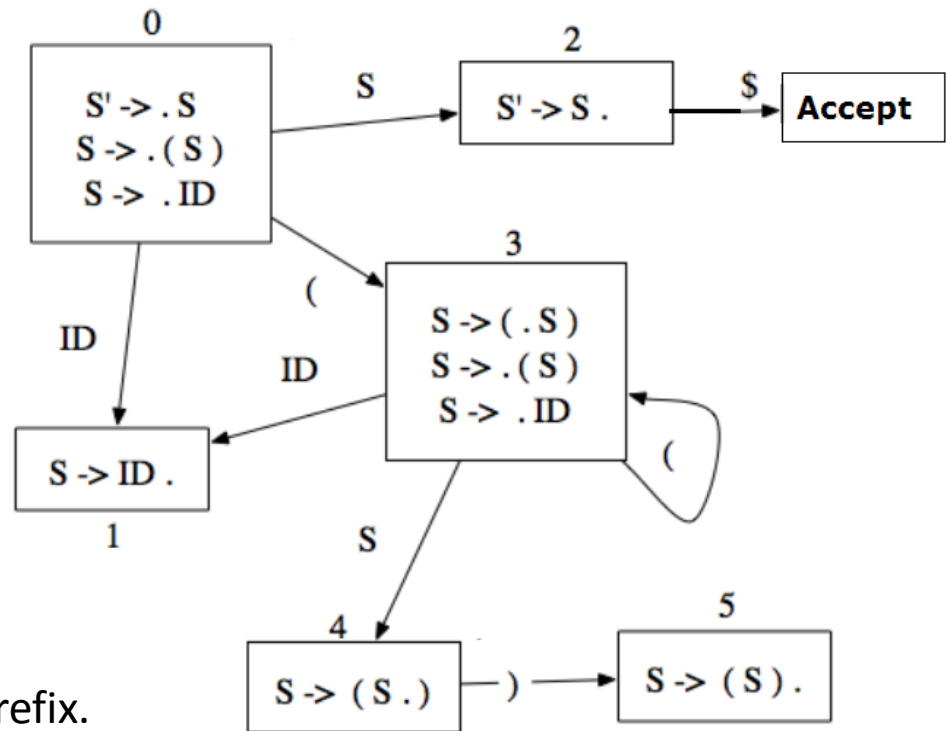 0
S' -> . S
S -> . ( S )
S -> . ID
S
2
S' -> S .
$
Accept
(
3
S -> ( . S )
S -> . ( S )
S -> . ID
ID
ID
(
S -> ID .
1
S
4
S -> ( S . )
)
5
S -> ( S ) .
refix.